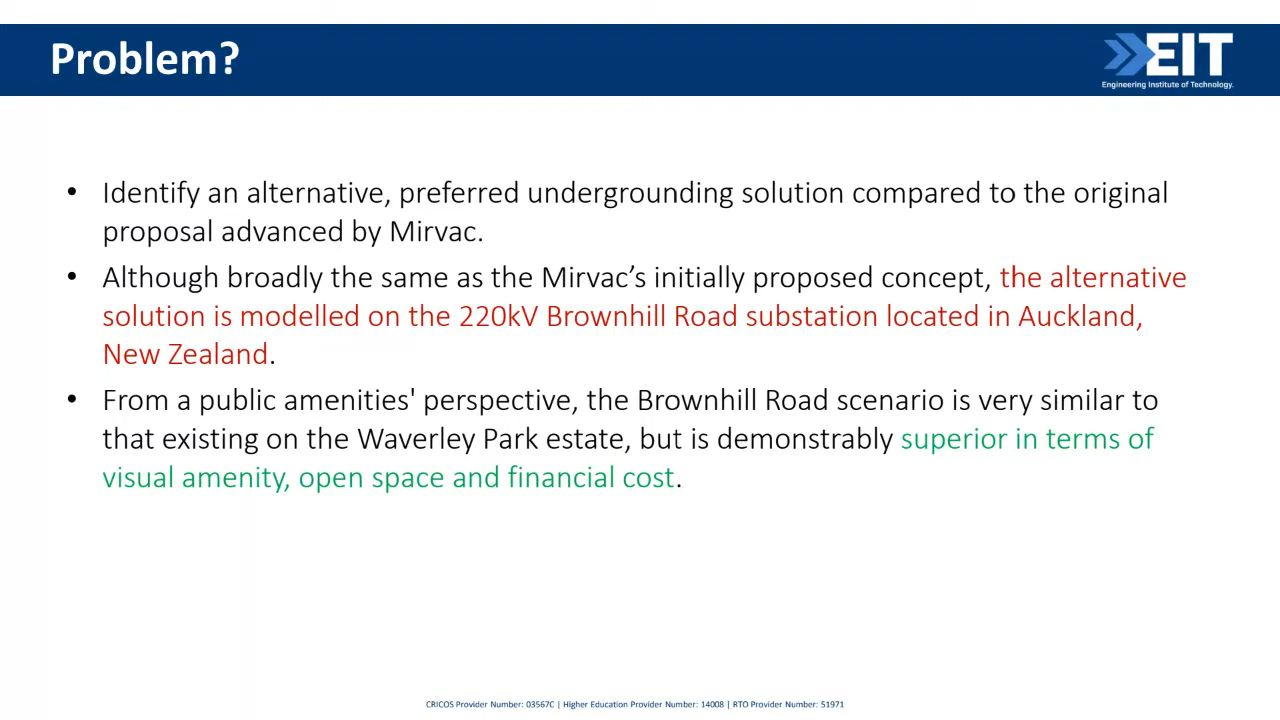 Problem?
EIT
Engineering Institute of Technology.
• Identify an alternative, preferred undergrounding solution compared to the original
proposal advanced by Mirvac.
• Although broadly the same as the Mirvac’s initially proposed concept, the alternative
solution is modelled on the 220kV Brownhill Road substation located in Auckland,
New Zealand.
• From a public amenities' perspective, the Brownhill Road scenario is very similar to
that existing on the Waverley Park estate, but is demonstrably superior in terms of
visual amenity, open space and financial cost.
CRICOS Provider Number: 03567C | Higher Education Provider Number: 14008 | RTO Provider Number: 51971